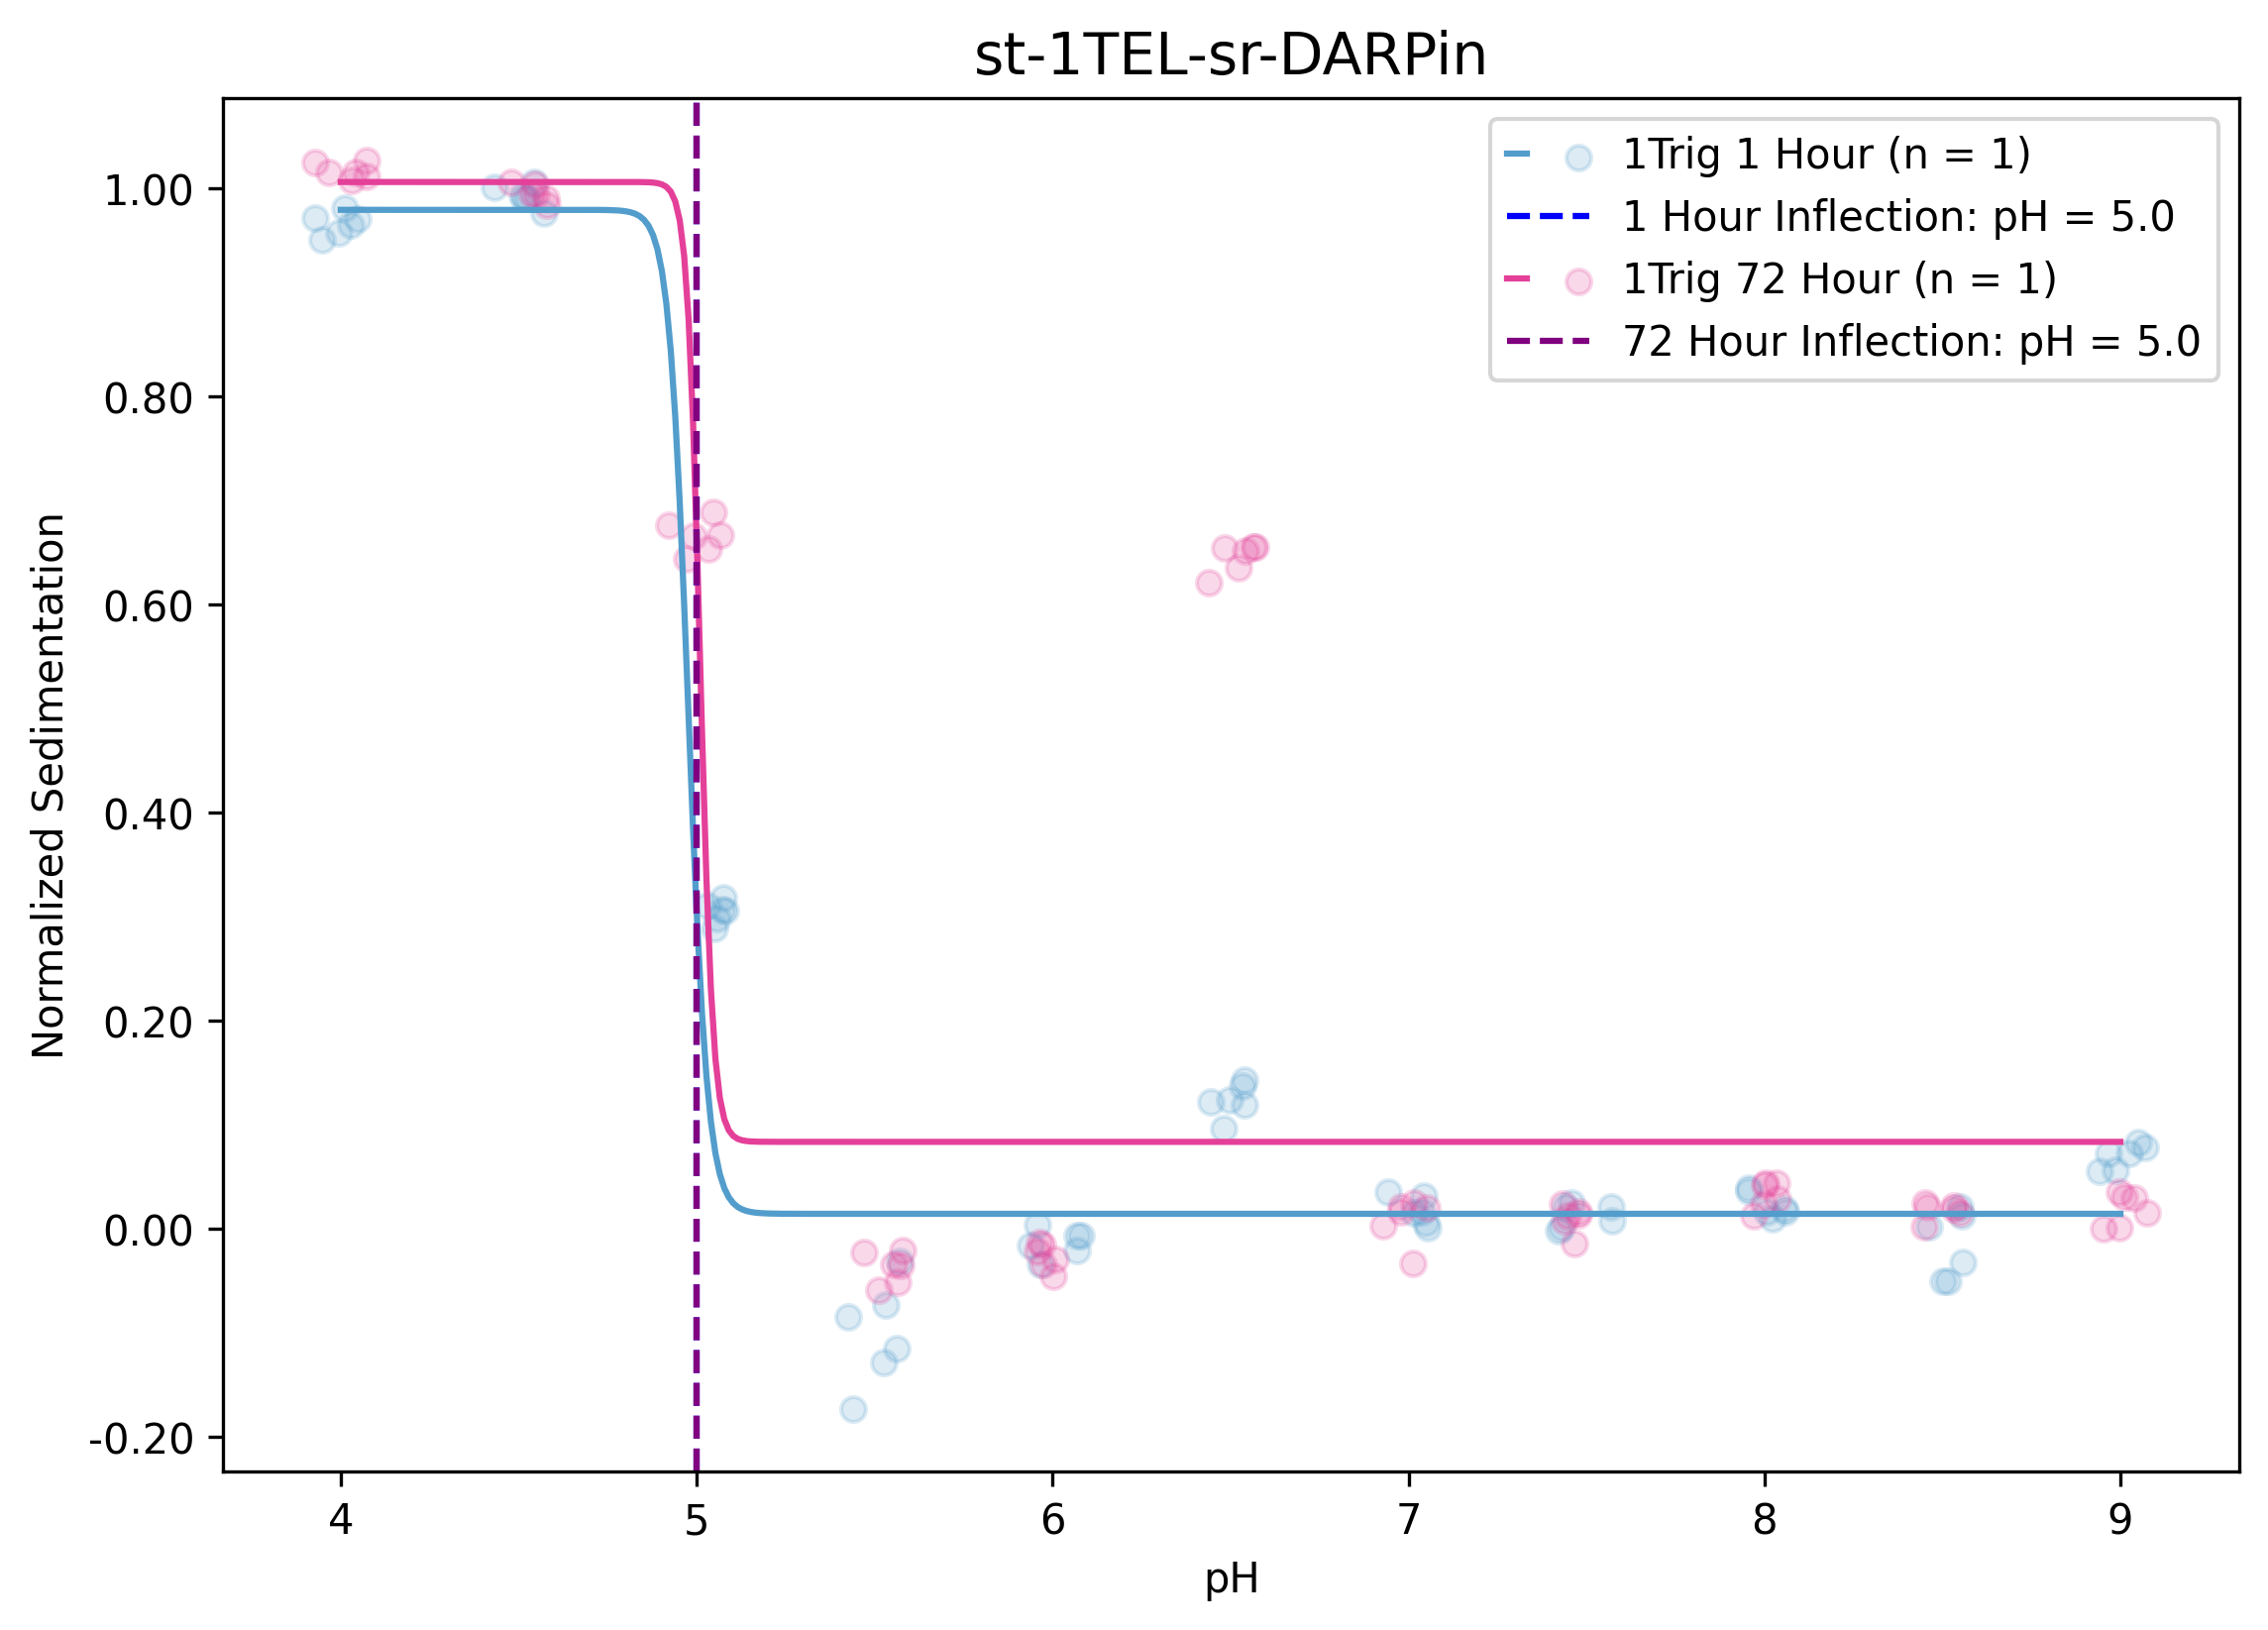 st-1TEL-sr-DARPin
1Trig 1 Hour (n = 1)
1 Hour Inflection: pH = 5.0
1Trig 72 Hour (n = 1)
72 Hour Inflection: pH = 5.0
Normalized Sedimentation
1.00
0.80
0.60
0.40
0.20
0.00
-0.20
4 5 6 7 8 9
pH